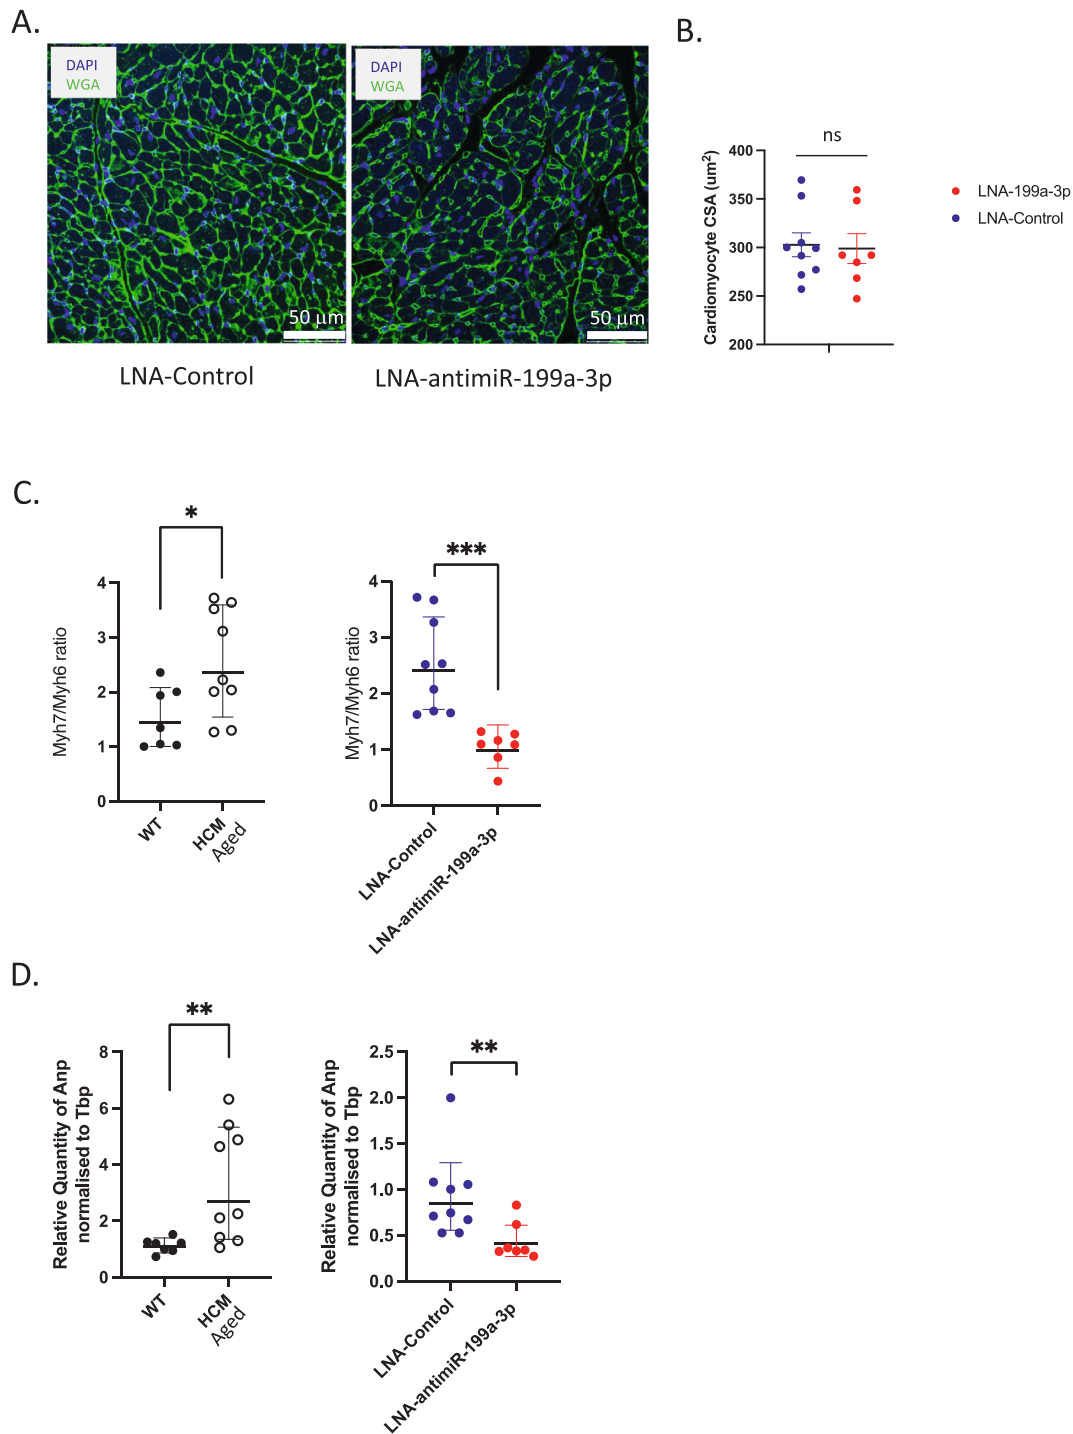 A.
DAPI
WGA
50 µm
LNA-Control
DAPI
WGA
50 µm
LNA-antimiR-199a-3p
B.
ns
Cardiomyocyte CSA (um²)
400
350
300
250
200
LNA-199a-3p
LNA-Control
C.
*
Myh7/Myh6 ratio
4
3
2
1
0
WT
HCM
Aged
***
Myh7/Myh6 ratio
4
3
2
1
0
LNA-Control
LNA-antimiR-199a-3p
D.
**
Relative Quantity of Anp
normalised to Tbp
8
6
4
2
0
WT
HCM
Aged
**
Relative Quantity of Anp
normalised to Tbp
2.5
2.0
1.5
1.0
0.5
0.0
LNA-Control
LNA-antimiR-199a-3p